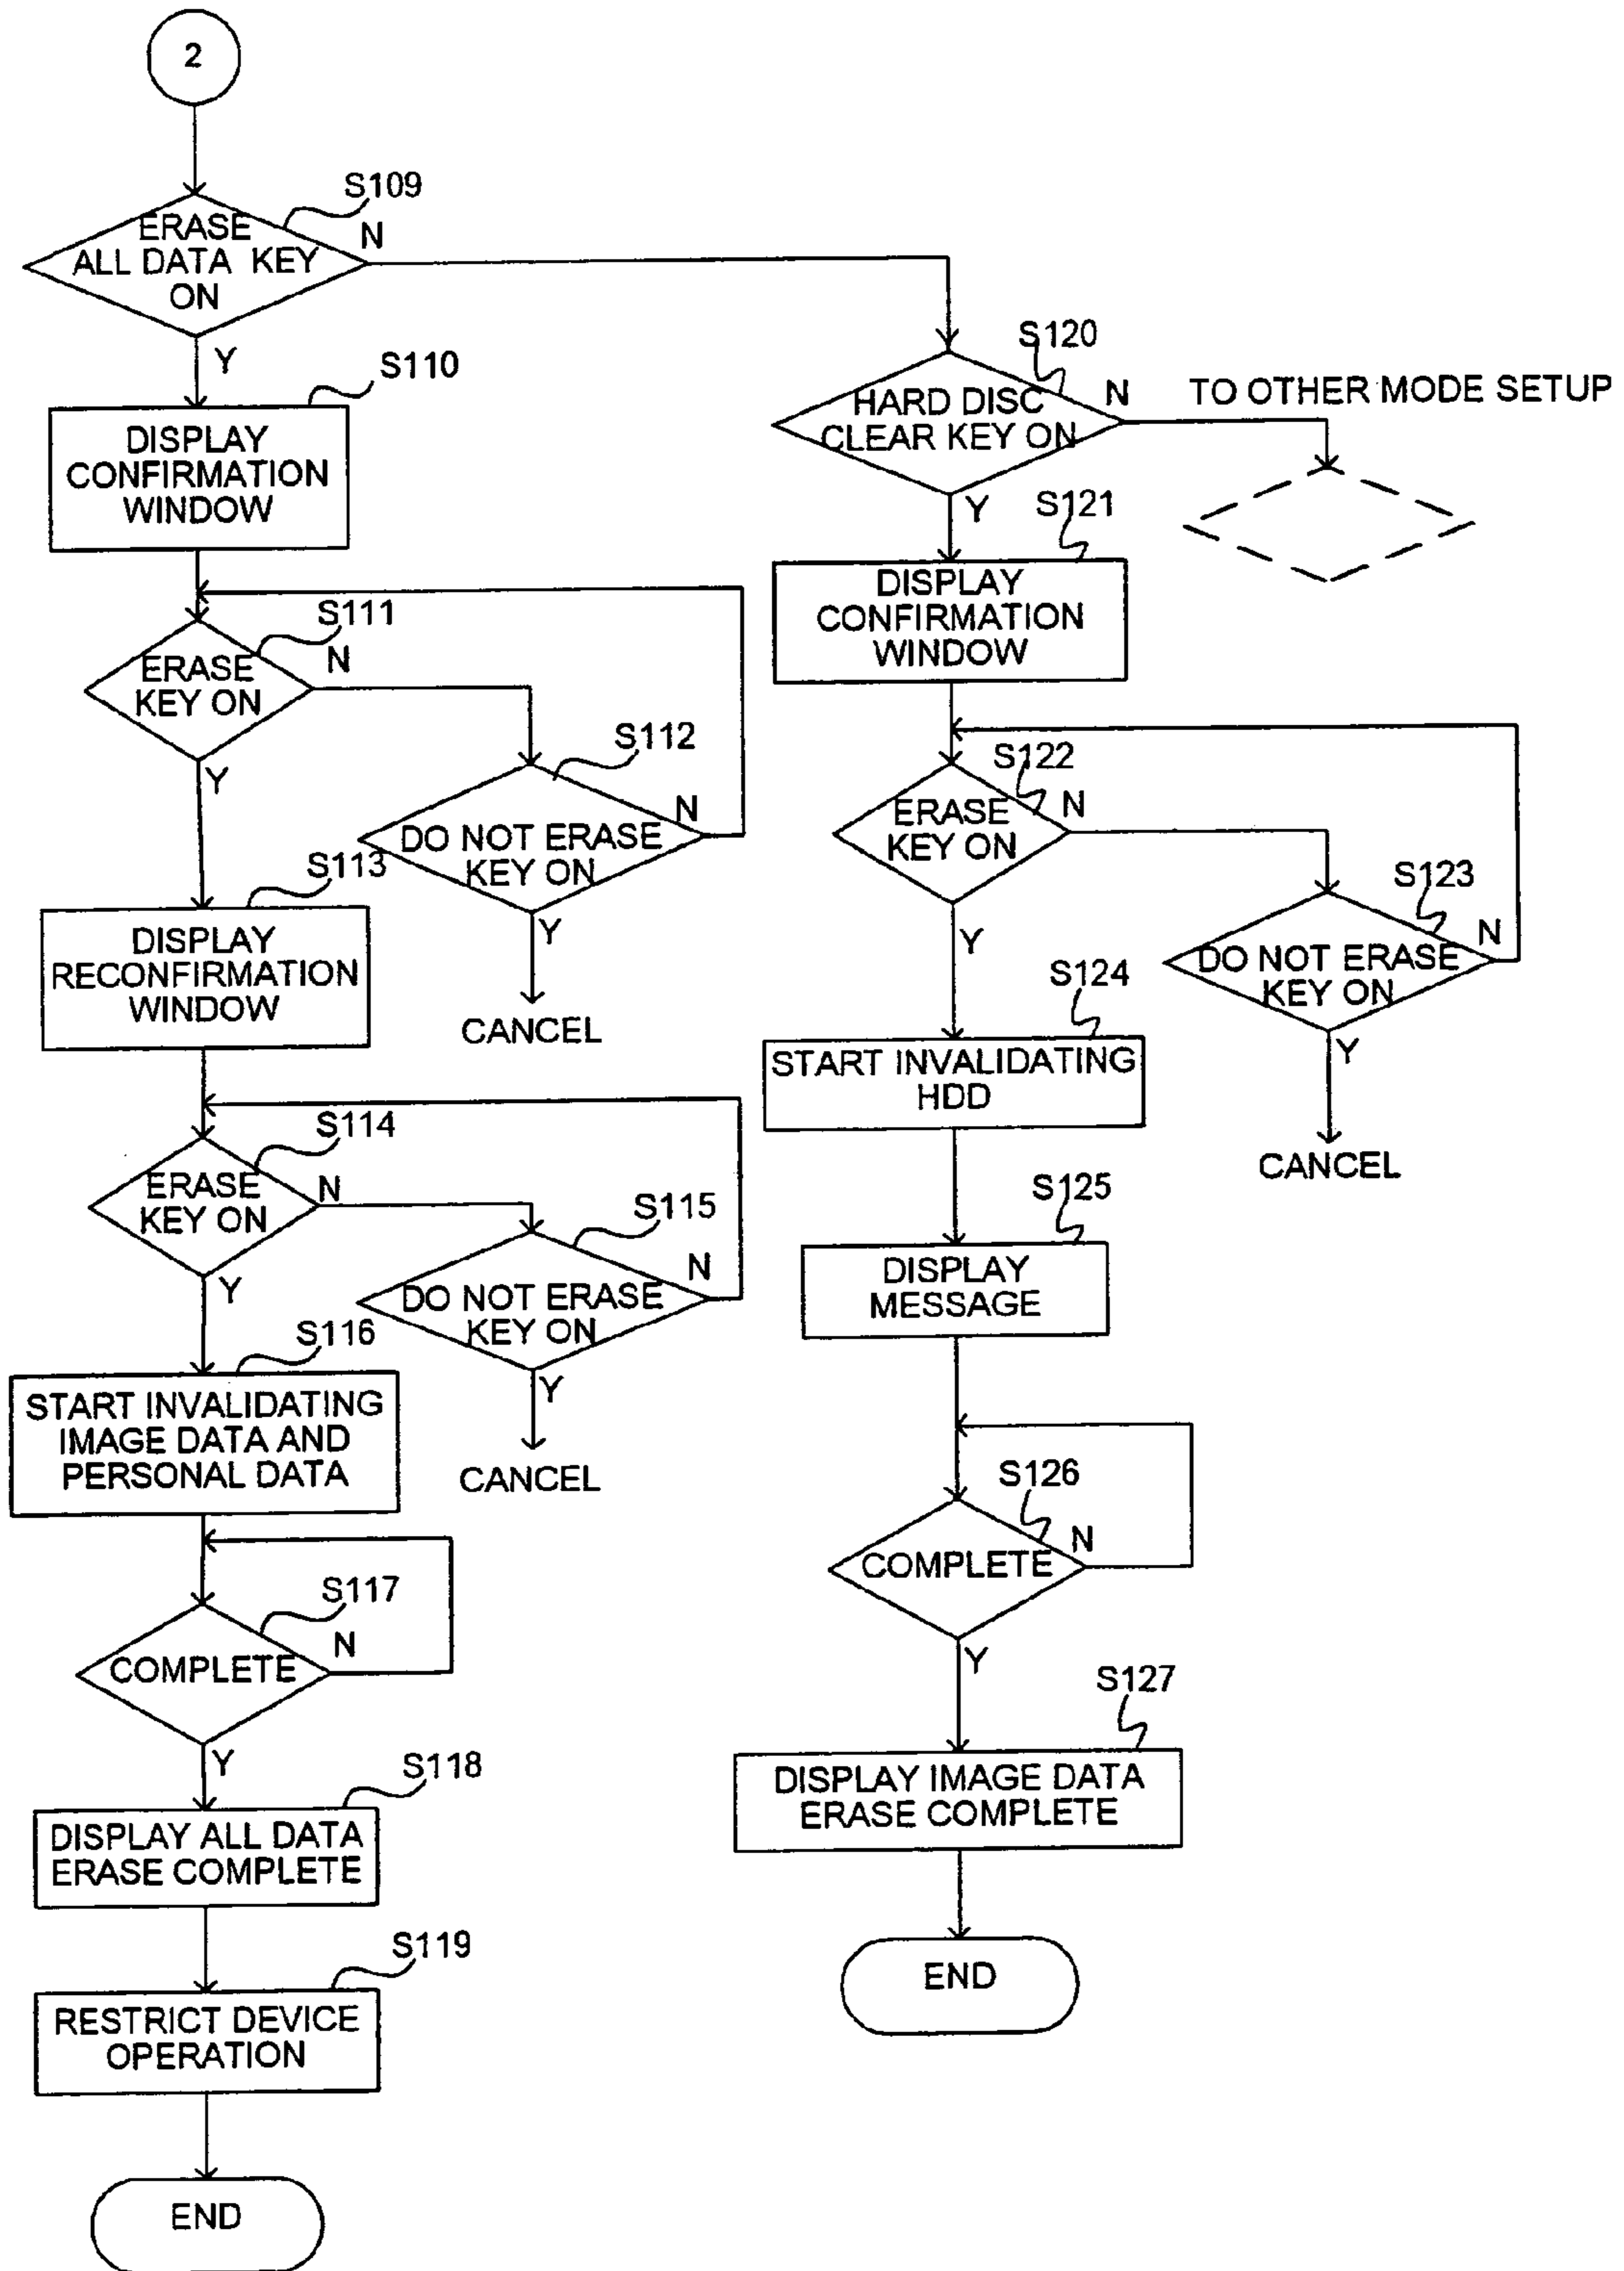 2
S109
ERASE
ALL DATA KEY
ON
N
Y
S110
DISPLAY
CONFIRMATION
WINDOW
S111
ERASE
KEY ON
N
Y
S112
DO NOT ERASE
KEY ON
N
Y
CANCEL
S113
DISPLAY
RECONFIRMATION
WINDOW
S114
ERASE
KEY ON
N
Y
S115
DO NOT ERASE
KEY ON
N
Y
CANCEL
S116
START INVALIDATING
IMAGE DATA AND
PERSONAL DATA
S117
COMPLETE
N
Y
S118
DISPLAY ALL DATA
ERASE COMPLETE
S119
RESTRICT DEVICE
OPERATION
END
S120
HARD DISC
CLEAR KEY ON
N
TO OTHER MODE SETUP
Y
S121
DISPLAY
CONFIRMATION
WINDOW
S122
ERASE
KEY ON
N
Y
S123
DO NOT ERASE
KEY ON
N
Y
CANCEL
S124
START INVALIDATING
HDD
S125
DISPLAY
MESSAGE
S126
COMPLETE
N
Y
S127
DISPLAY IMAGE DATA
ERASE COMPLETE
END